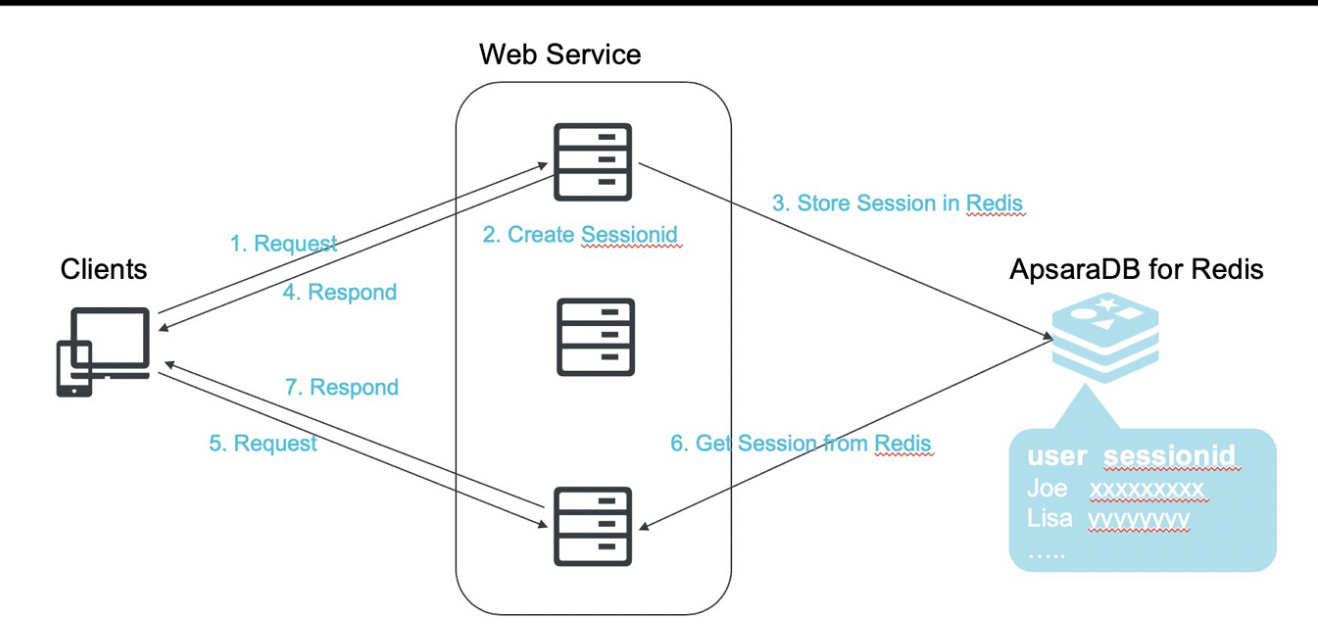 Web Service
3. Store Session in Redis
1. Request
2. Create Sessionid
Clients
4. Respond
ApsaraDB for Redis
7. Respond
5. Request
6. Get Session from Redis
user sessionid
Joe xxxxxxxxx
Lisa yyyyyyyy
.....